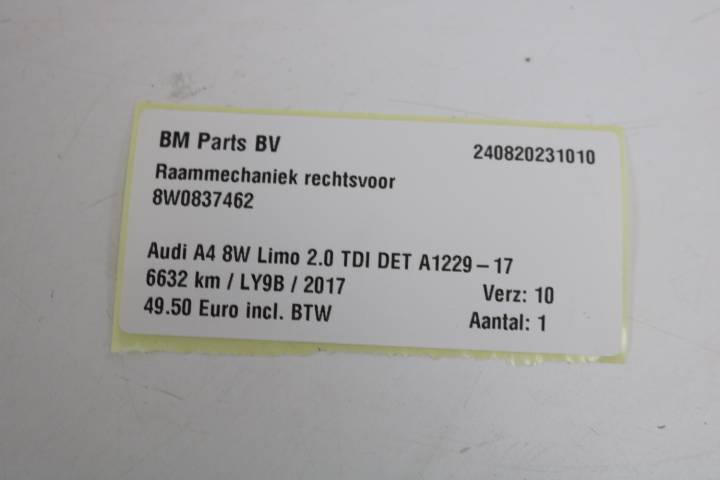 BM Parts BV 240820231010
Raammechaniek rechtsvoor
8W0837462
Audi A4 8W Limo 2.0 TDI DET A1229-17
6632 km / LY9B / 2017 Verz: 10
49.50 Euro incl. BTW Aantal: 1